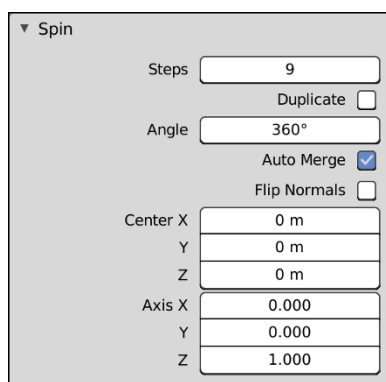 Spin
Steps 9
Duplicate
Angle 360°
Auto Merge
Flip Normals
Center X 0 m
Y 0 m
Z 0 m
Axis X 0.000
Y 0.000
Z 1.000